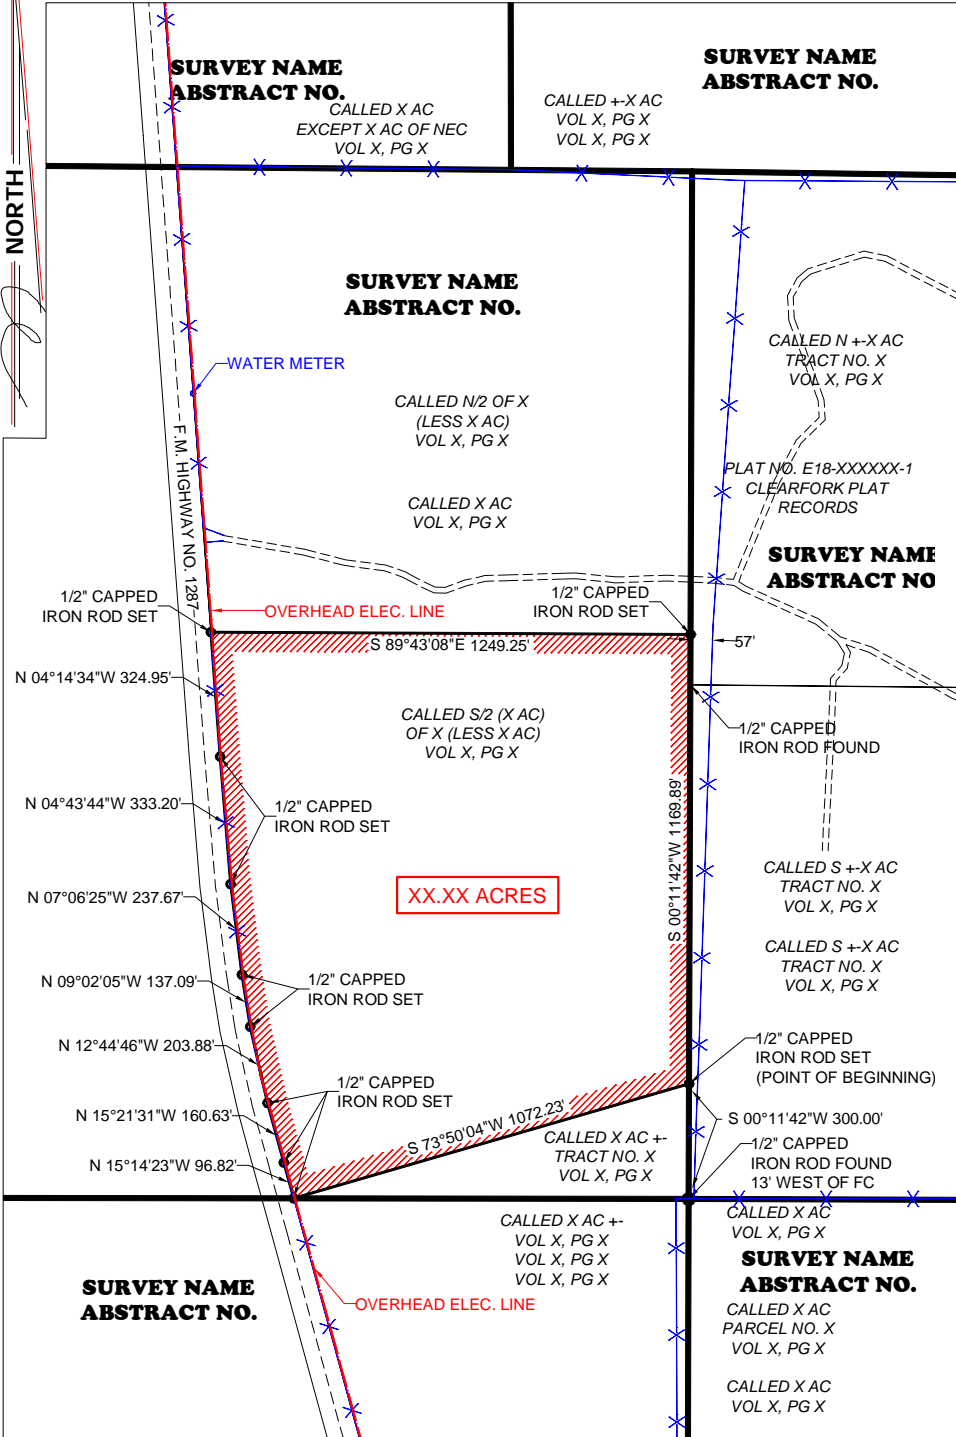 NORTH
SURVEY NAME
ABSTRACT NO.
CALLED X AC
EXCEPT X AC OF NEC
VOL X, PG X
CALLED +-X AC
VOL X, PG X
VOL X, PG X
SURVEY NAME
ABSTRACT NO.
SURVEY NAME
ABSTRACT NO.
WATER METER
CALLED N/2 OF X
(LESS X AC)
VOL X, PG X
CALLED X AC
VOL X, PG X
F.M. HIGHWAY NO. 1287
CALLED N +-X AC
TRACT NO. X
VOL X, PG X
PLAT NO. E18-XXXXXX-1
CLEARFORK PLAT
RECORDS
SURVEY NAME
ABSTRACT NO
1/2" CAPPED
IRON ROD SET
OVERHEAD ELEC. LINE
1/2" CAPPED
IRON ROD SET
S 89°43'08"E 1249.25'
57'
N 04°14'34"W 324.95'
CALLED S/2 (X AC)
OF X (LESS X AC)
VOL X, PG X
1/2" CAPPED
IRON ROD FOUND
N 04°43'44"W 333.20'
1/2" CAPPED
IRON ROD SET
S 00°11'42"W 1169.89'
XX.XX ACRES
N 07°06'25"W 237.67'
CALLED S +-X AC
TRACT NO. X
VOL X, PG X
CALLED S +-X AC
TRACT NO. X
VOL X, PG X
N 09°02'05"W 137.09'
1/2" CAPPED
IRON ROD SET
N 12°44'46"W 203.88'
1/2" CAPPED
IRON ROD SET
(POINT OF BEGINNING)
1/2" CAPPED
IRON ROD SET
N 15°21'31"W 160.63'
S 73°50'04"W 1072.23'
S 00°11'42"W 300.00'
N 15°14'23"W 96.82'
CALLED X AC +-
TRACT NO. X
VOL X, PG X
1/2" CAPPED
IRON ROD FOUND
13' WEST OF FC
CALLED X AC
VOL X, PG X
CALLED X AC +-
VOL X, PG X
VOL X, PG X
VOL X, PG X
SURVEY NAME
ABSTRACT NO.
SURVEY NAME
ABSTRACT NO.
OVERHEAD ELEC. LINE
CALLED X AC
PARCEL NO. X
VOL X, PG X
CALLED X AC
VOL X, PG X